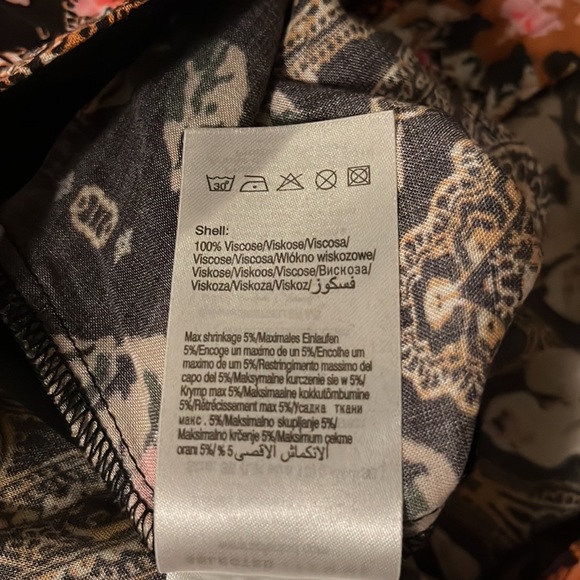 30°
Shell:
100% Viscose/Viskose/Viscosa/
Viscose/Viscosa/Włókno wiskozowe/
Viskose/Viskoos/Viscose/Вискоза/
Viskoza/Viskoza/Viskoz/فسكوز
Max shrinkage 5%/Maximales Einlaufen
5%/Encoge un maximo de un 5%/Encolhe um
maximo de um 5%/Restringimento massimo del
capo del 5%/Maksymalne kurczenie sie w 5%/
Krymp max 5%/Maksimaalne kokkutõmbumine
5%/Rétrécissement max 5%/Усадка ткани
макс. 5%/Maksimalno skupljanje 5%/
Maksimalno krčenje 5%/Maksimum çekme
oranı 5%/ الانكماش الاقصى 5 %